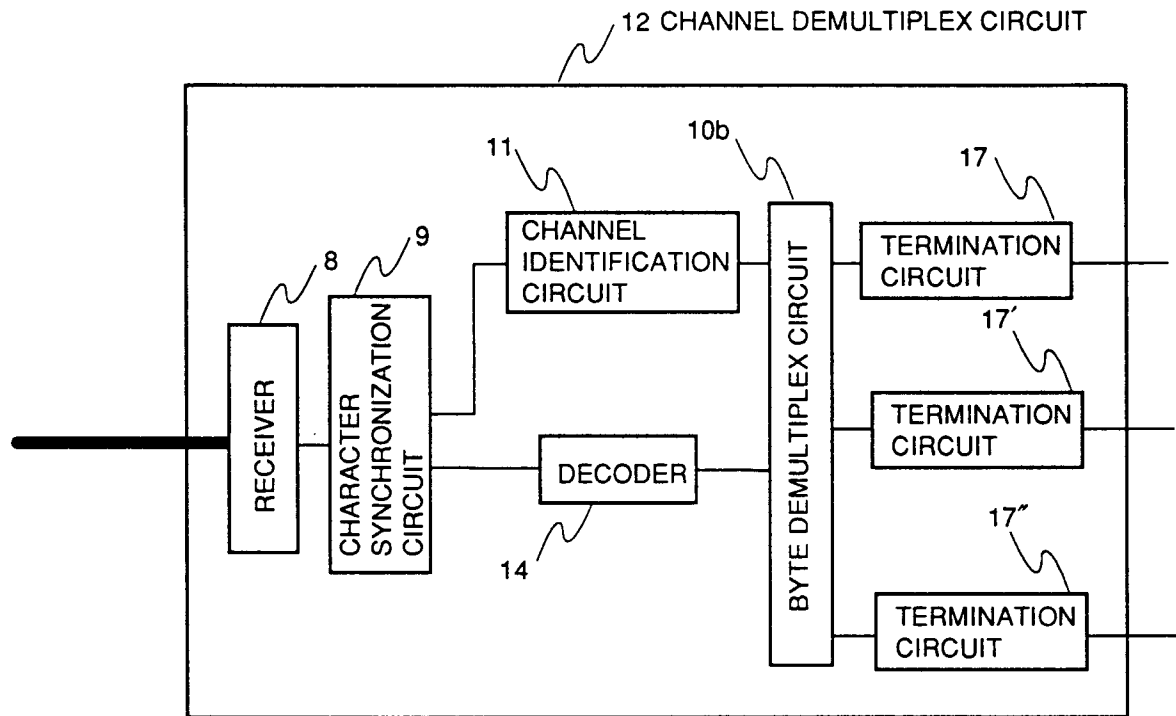 12 CHANNEL DEMULTIPLEX CIRCUIT
10b
11
17
9
8
CHANNEL
IDENTIFICATION
CIRCUIT
TERMINATION
CIRCUIT
17′
RECEIVER
CHARACTER
SYNCHRONIZATION
CIRCUIT
BYTE DEMULTIPLEX CIRCUIT
TERMINATION
CIRCUIT
DECODER
14
17″
TERMINATION
CIRCUIT